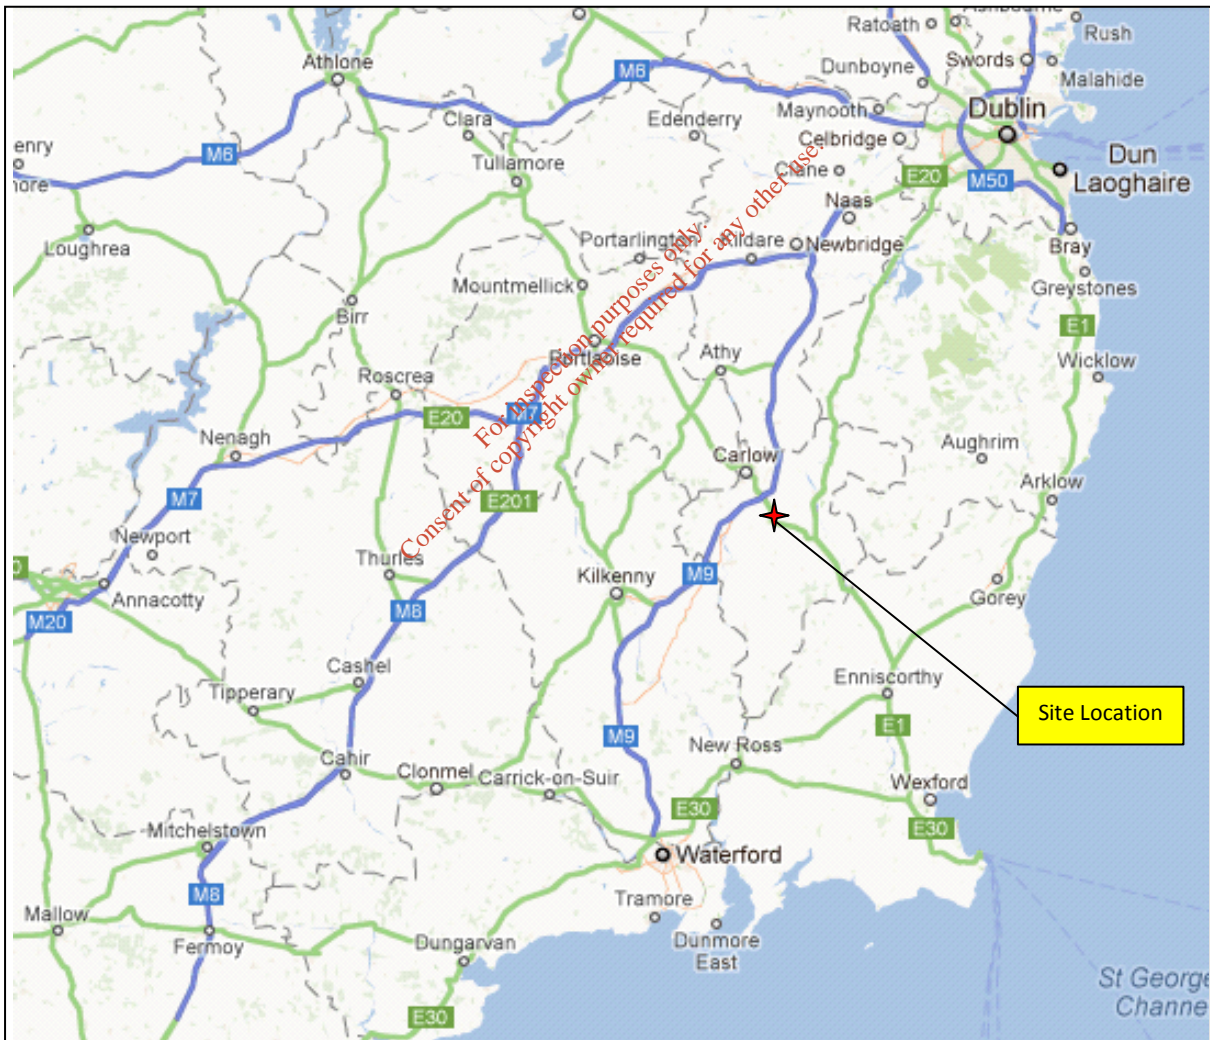 Ratoath
Ashbourne
Rush
Swords
Malahide
Dunboyne
Athlone
M6
Maynooth
Dublin
Clara
Edenderry
Celbridge
Dun
Laoghaire
enry
M6
Tullamore
Clane
E20
M50
more
Naas
Loughrea
Portarlington
Kildare
Newbridge
Bray
Mountmellick
Greystones
Birr
E1
Portlaoise
Athy
Wicklow
Roscrea
E20
M7
Nenagh
Aughrim
Carlow
Arklow
M7
E201
Newport
Thurles
Kilkenny
M9
0
Annacotty
M8
Gorey
M20
Cashel
Enniscorthy
Tipperary
Site Location
E1
M9
New Ross
Cahir
Clonmel
Carrick-on-Suir
Wexford
E30
E30
Mitchelstown
Waterford
M8
Tramore
Mallow
Fermoy
Dungarvan
Dunmore
East
St George
Channe
E30
For inspection purposes only.
Consent of copyright owner required for any other use.